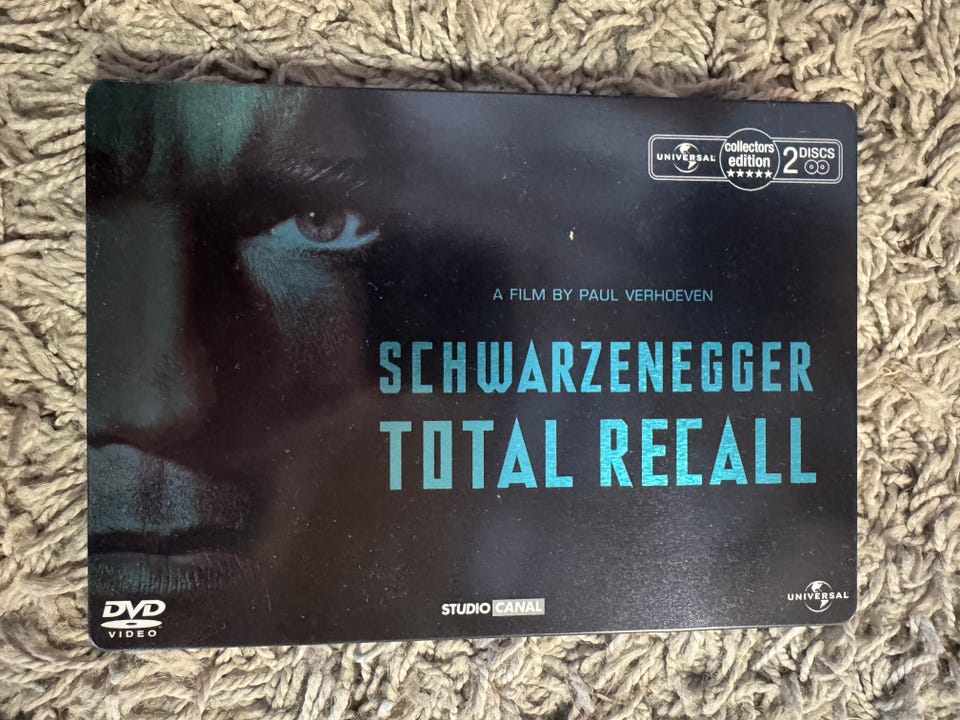 UNIVERSAL
collectors
edition
★★★★★
2 DISCS
A FILM BY PAUL VERHOEVEN
SCHWARZENEGGER
TOTAL RECALL
DVD
VIDEO
STUDIO CANAL
UNIVERSAL